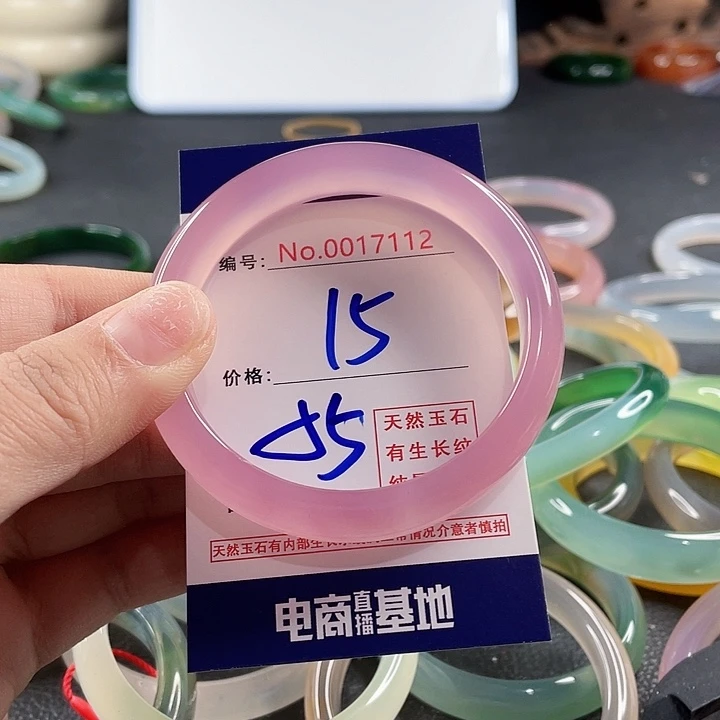 编号: No.0017112
15
价格:
45
天然玉石
有生长纹
天然玉石有内部生长
情况介意者慎拍
电商直播基地